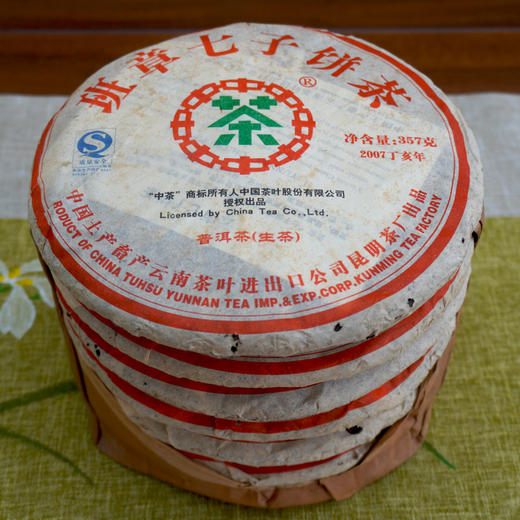 班章七子饼茶
®
茶
质量安全
净含量:357克
2007丁亥年
"中茶"商标所有人中国茶叶股份有限公司
授权出品
Licensed by China Tea Co.,Ltd.
普洱茶(生茶)
中国土产畜产云南茶叶进出口公司昆明茶厂出品
RODUCT OF CHINA TUHSU YUNNAN TEA IMP.&EXP.CORP.KUNMING TEA FACTORY